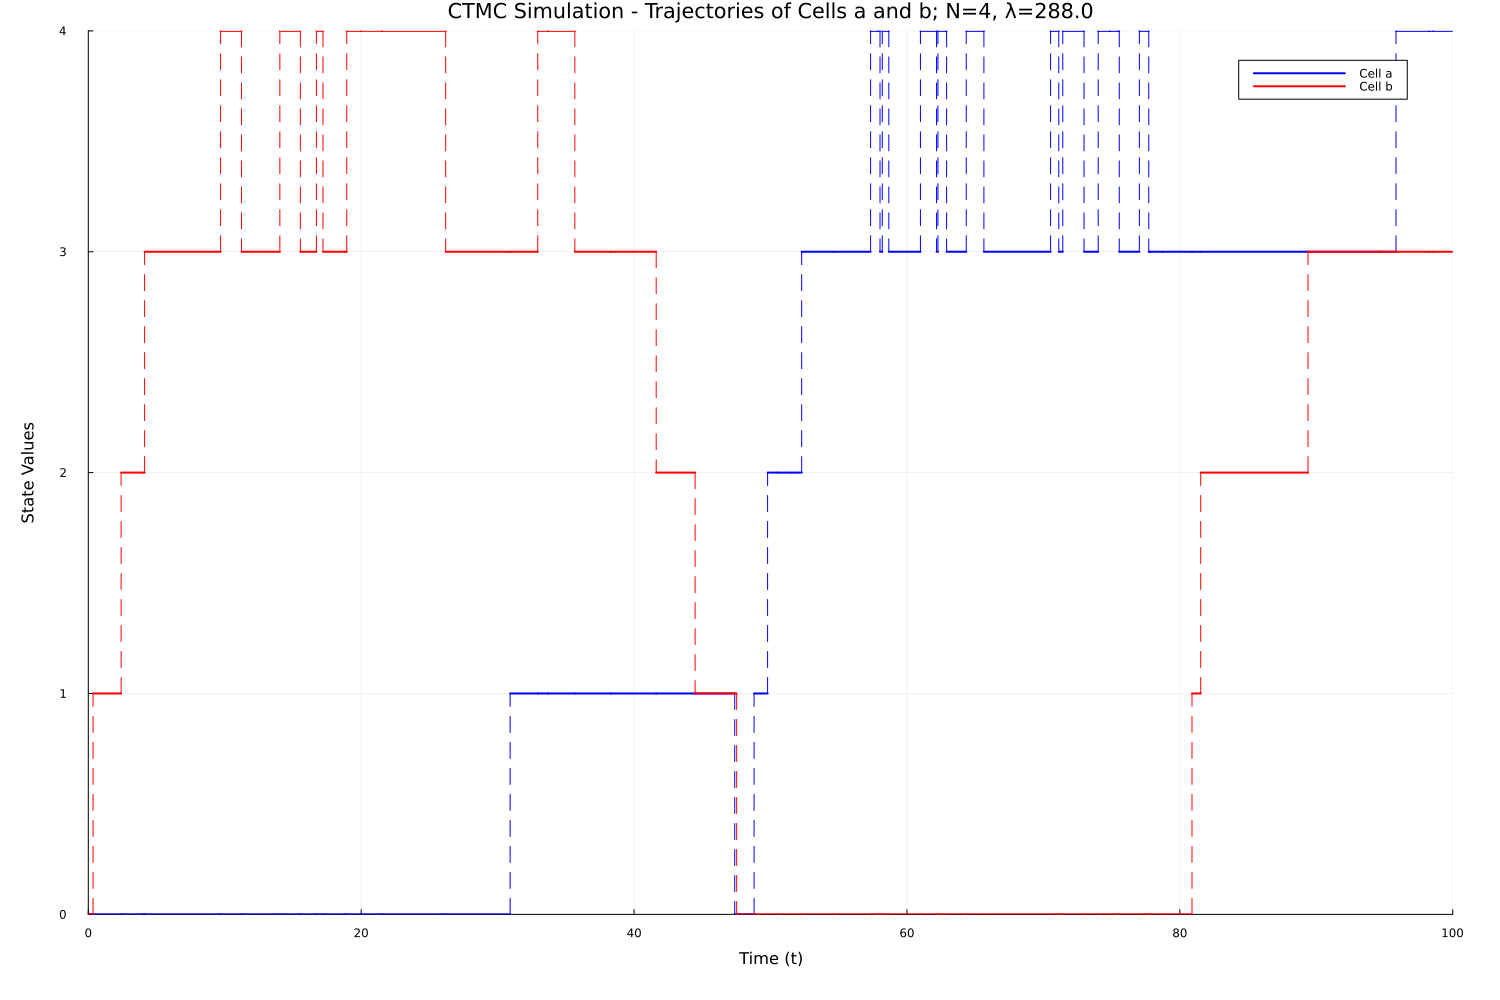 CTMC Simulation - Trajectories of Cells a and b; N=4, λ=288.0
4
Cell a
Cell b
3
State Values
2
1
0
0 20 40 60 80 100
Time (t)